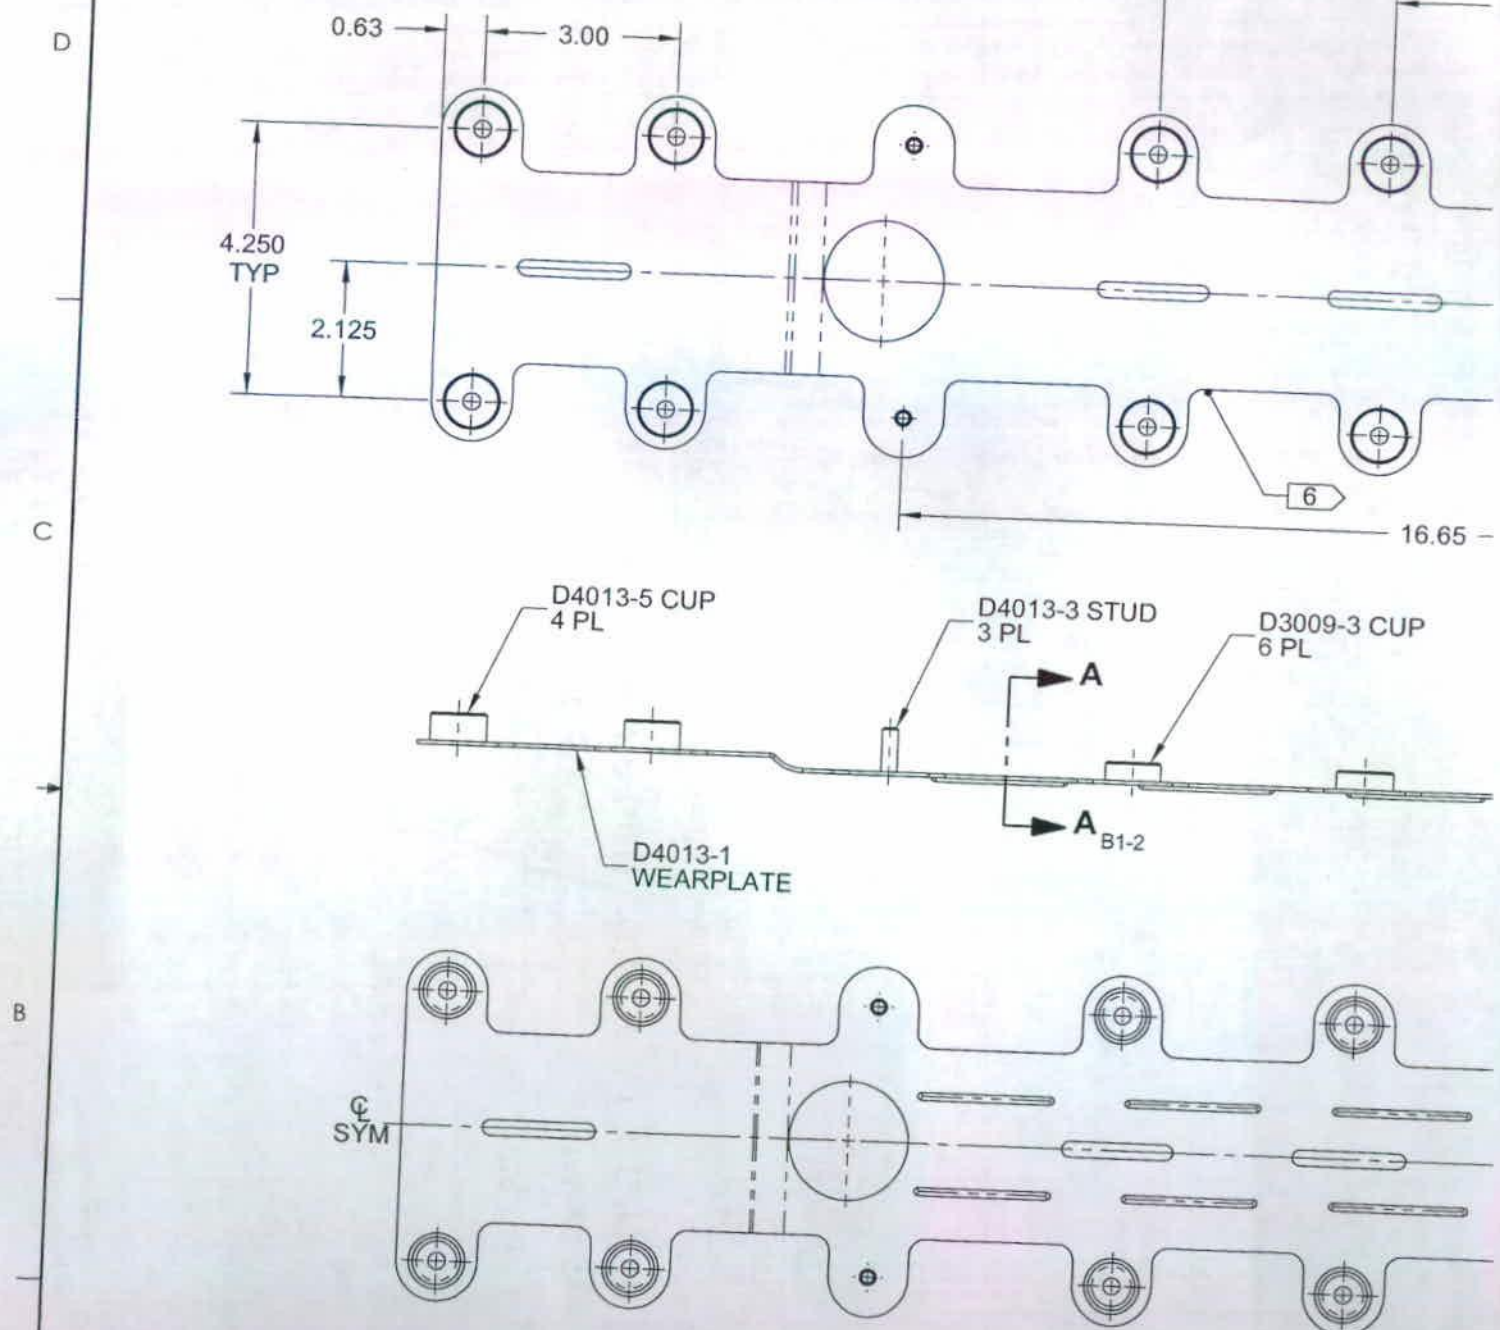 D
0.63
3.00
4.250
TYP
2.125
6
C
16.65
D4013-5 CUP
4 PL
D4013-3 STUD
3 PL
D3009-3 CUP
6 PL
A
A B1-2
D4013-1
WEARPLATE
B
℄
SYM